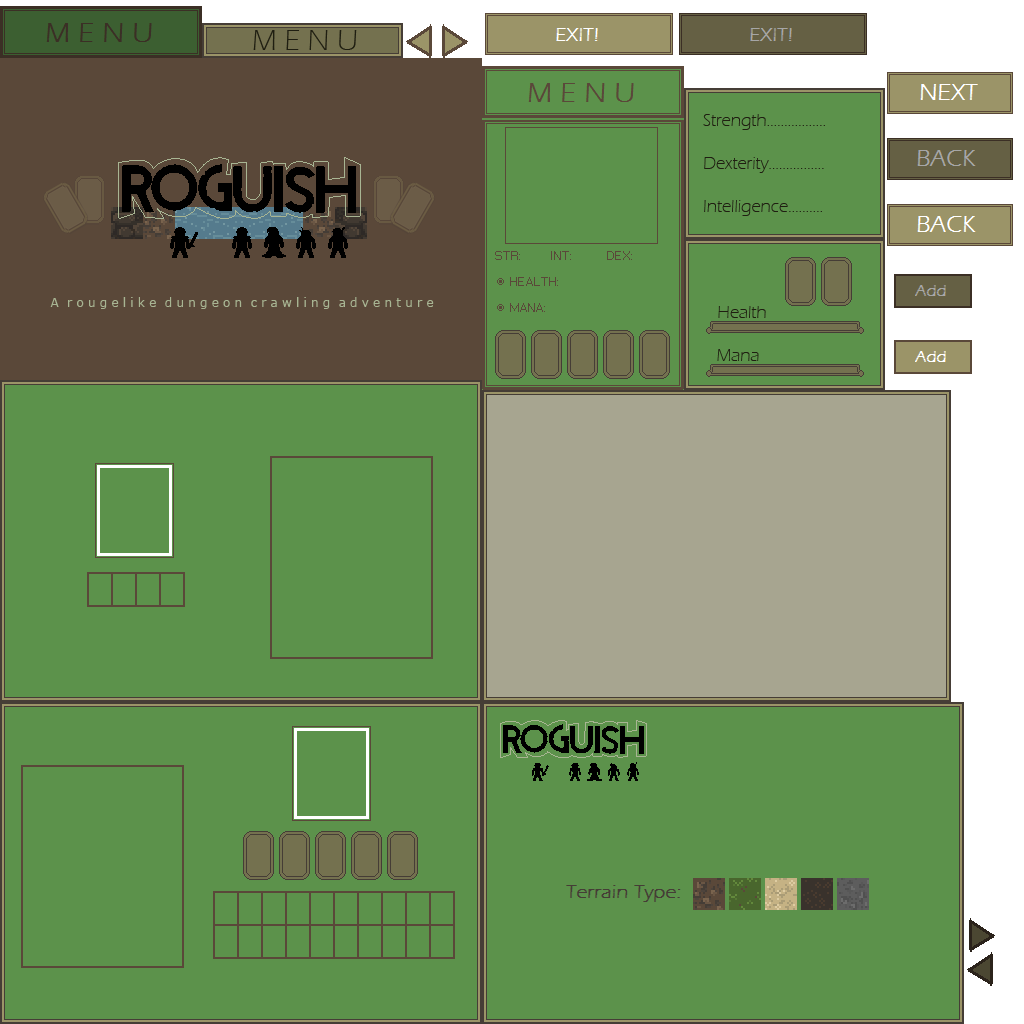 MENU
MENU
EXIT!
EXIT!
MENU
NEXT
BACK
BACK
Add
Add
Strength..............
Dexterity..............
Intelligence.........
ROGUISH
A rougelike dungeon crawling adventure
STR: INT: DEX:
HEALTH:
MANA:
Health
Mana
ROGUISH
Terrain Type: